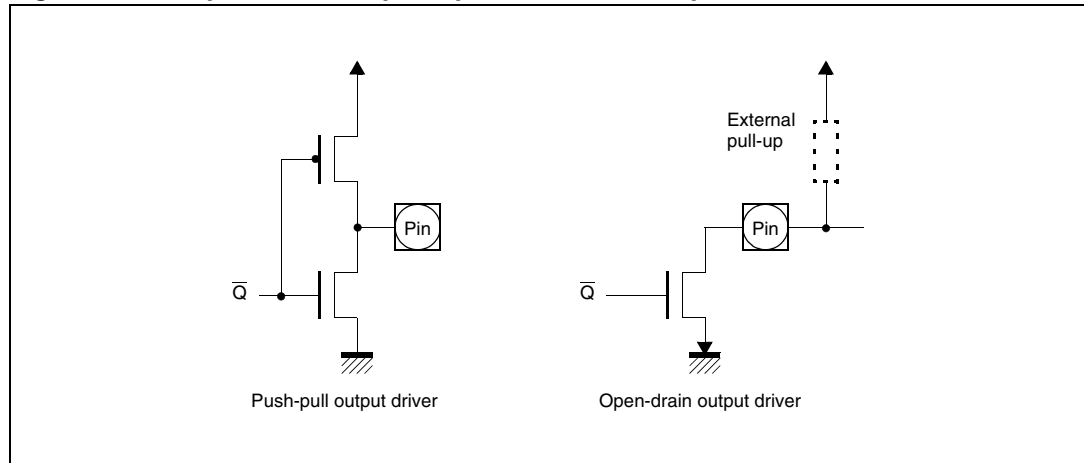 External
pull-up
Pin
Pin
Q̅
Q̅
Push-pull output driver
Open-drain output driver